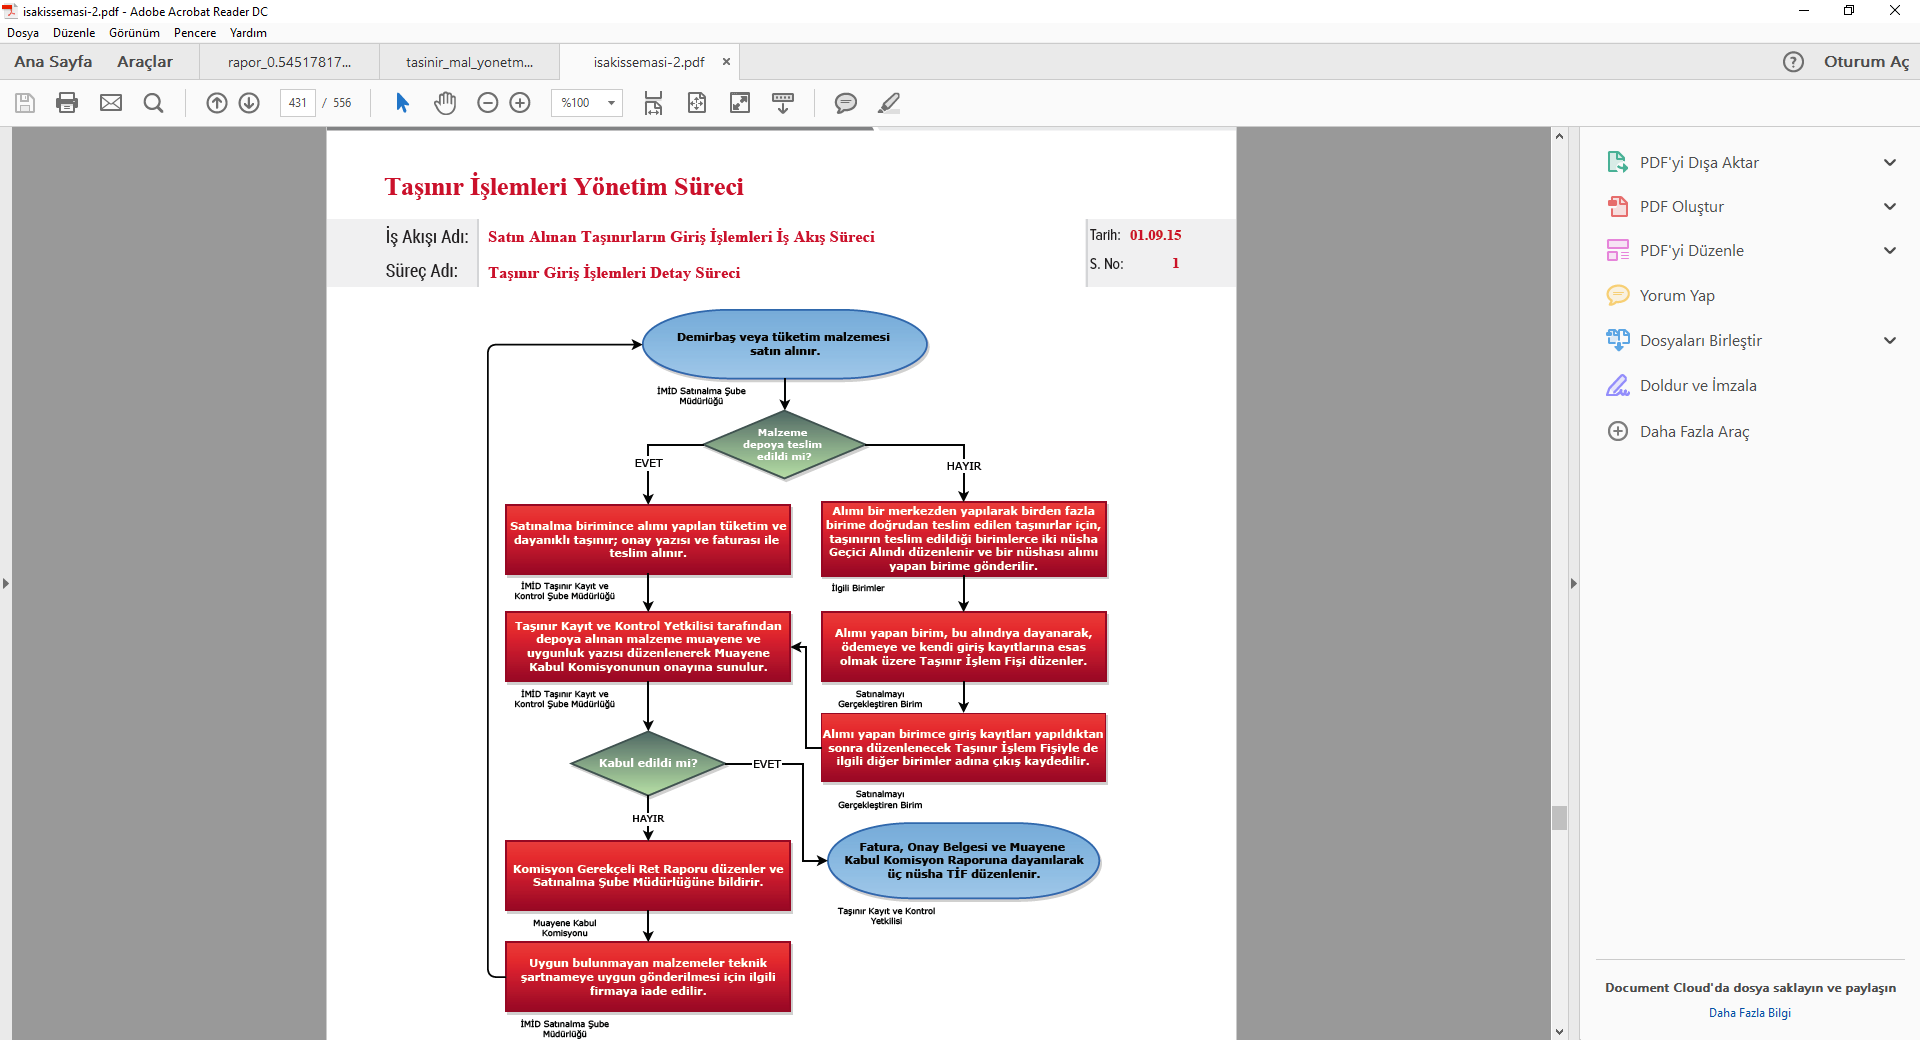 isakissemasi-2.pdf - Adobe Acrobat Reader DC
Dosya Düzenle Görünüm Pencere Yardım
Ana Sayfa Araçlar rapor_0.54517817... tasinir_mal_yonetm... isakissemasi-2.pdf Oturum Aç
431 / 556 %100
Taşınır İşlemleri Yönetim Süreci
İş Akışı Adı: Satın Alınan Taşınırların Giriş İşlemleri İş Akış Süreci
Tarih: 01.09.15
Süreç Adı: Taşınır Giriş İşlemleri Detay Süreci
S. No: 1
Demirbaş veya tüketim malzemesi
satın alınır.
İMİD Satınalma Şube
Müdürlüğü
Malzeme
depoya teslim
edildi mi?
EVET
HAYIR
Satınalma birimince alımı yapılan tüketim ve
dayanıklı taşınır; onay yazısı ve faturası ile
teslim alınır.
İMİD Taşınır Kayıt ve
Kontrol Şube Müdürlüğü
Alımı bir merkezden yapılarak birden fazla
birime doğrudan teslim edilen taşınırlar için,
taşınırın teslim edildiği birimlerce iki nüsha
Geçici Alındı düzenlenir ve bir nüshası alımı
yapan birime gönderilir.
İlgili Birimler
Taşınır Kayıt ve Kontrol Yetkilisi tarafından
depoya alınan malzeme muayene ve
uygunluk yazısı düzenlenerek Muayene
Kabul Komisyonunun onayına sunulur.
İMİD Taşınır Kayıt ve
Kontrol Şube Müdürlüğü
Alımı yapan birim, bu alındıya dayanarak,
ödemeye ve kendi giriş kayıtlarına esas
olmak üzere Taşınır İşlem Fişi düzenler.
Satınalmayı
Gerçekleştiren Birim
Alımı yapan birimce giriş kayıtları yapıldıktan
sonra düzenlenecek Taşınır İşlem Fişiyle de
ilgili diğer birimler adına çıkış kaydedilir.
Satınalmayı
Gerçekleştiren Birim
Kabul edildi mi?
EVET
HAYIR
Fatura, Onay Belgesi ve Muayene
Kabul Komisyon Raporuna dayanılarak
üç nüsha TİF düzenlenir.
Taşınır Kayıt ve Kontrol
Yetkilisi
Komisyon Gerekçeli Ret Raporu düzenler ve
Satınalma Şube Müdürlüğüne bildirir.
Muayene Kabul
Komisyonu
Uygun bulunmayan malzemeler teknik
şartnameye uygun gönderilmesi için ilgili
firmaya iade edilir.
İMİD Satınalma Şube
Müdürlüğü
PDF'yi Dışa Aktar
PDF Oluştur
PDF'yi Düzenle
Yorum Yap
Dosyaları Birleştir
Doldur ve İmzala
Daha Fazla Araç
Document Cloud'da dosya saklayın ve paylaşın
Daha Fazla Bilgi